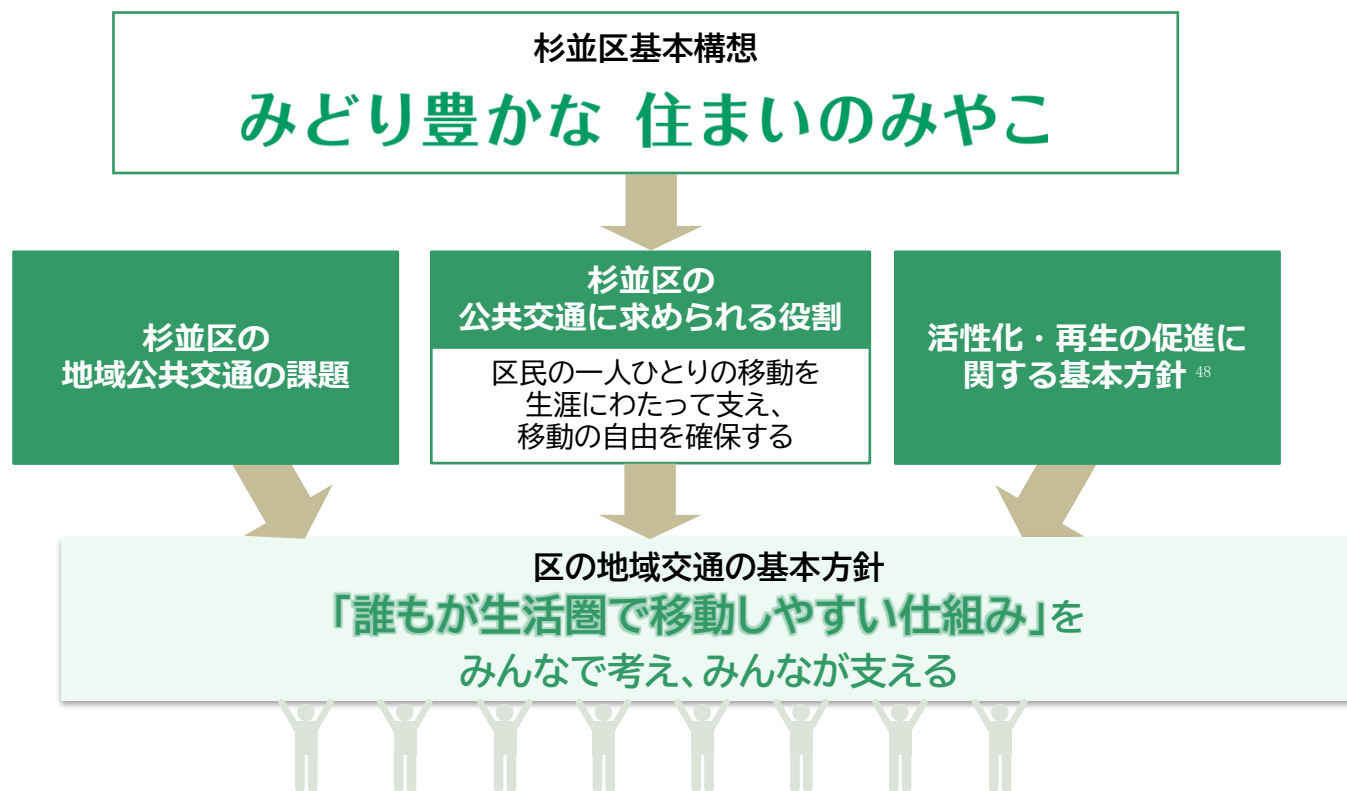 杉並区基本構想
みどり豊かな 住まいのみやこ
杉並区の
地域公共交通の課題
杉並区の
公共交通に求められる役割
区民の一人ひとりの移動を
生涯にわたって支え、
移動の自由を確保する
活性化・再生の促進に
関する基本方針 48
区の地域交通の基本方針
「誰もが生活圏で移動しやすい仕組み」を
みんなで考え、みんなが支える